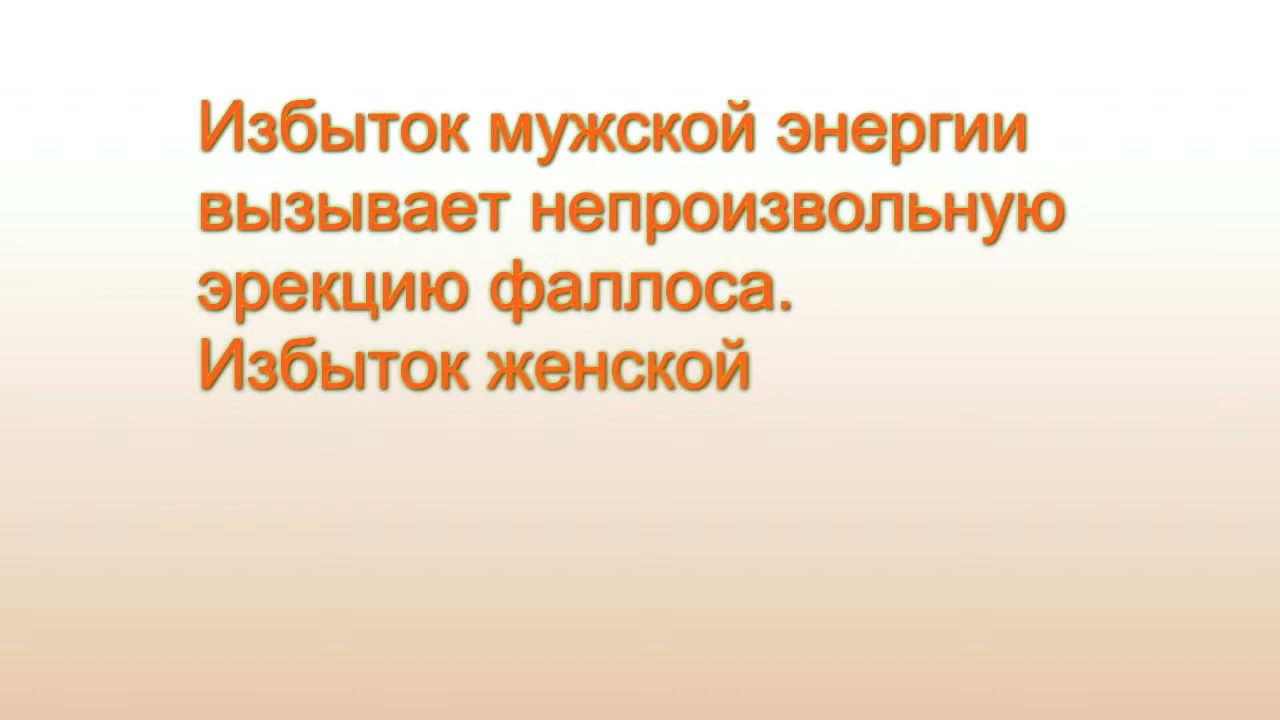 Избыток мужской энергии
вызывает непроизвольную
эрекцию фаллоса.
Избыток женской